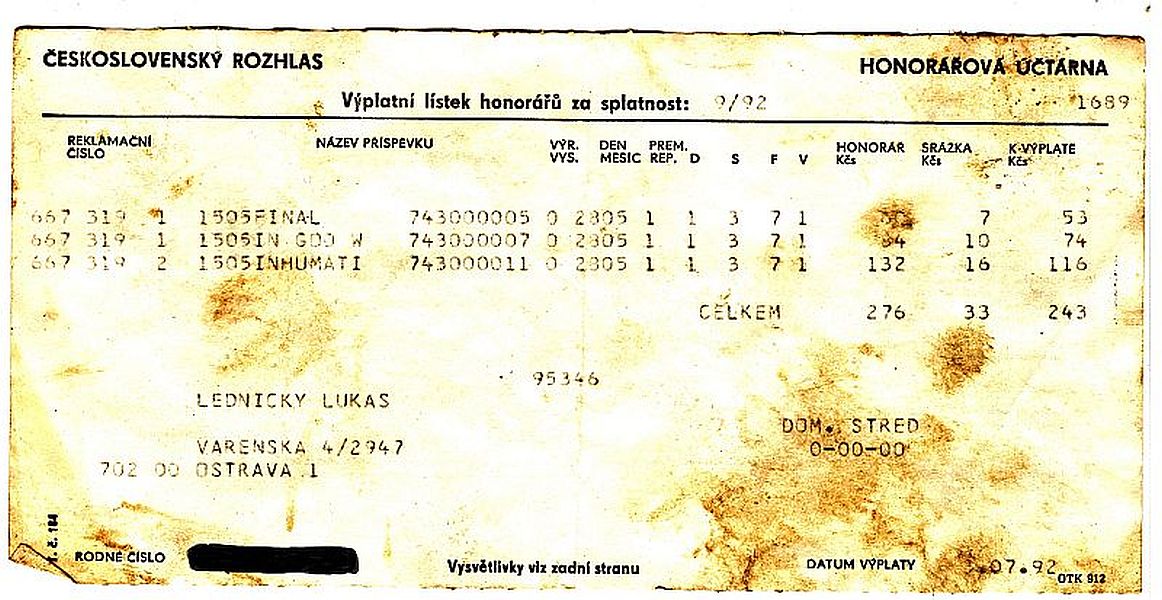 ČESKOSLOVENSKÝ ROZHLAS
HONORÁŘOVÁ ÚČTÁRNA
Výplatní lístek honorářů za splatnost: 9/92 1689
REKLAMAČNÍ ČÍSLO NÁZEV PŘÍSPEVKU VÝR. VYS. DEN MESIC PREM. REP. D S F V HONORÁŘ Kčs SRÁŽKA Kčs K-VÝPLATE Kčs
667 319 1 1505FINAL 743000005 0 2805 1 1 3 7 1 7 53
667 319 1 1505IN GOD W 743000007 0 2805 1 1 3 7 1 10 74
667 319 2 1505INHUMATI 743000011 0 2805 1 1 3 7 1 132 16 116
CELKEM 276 33 243
95346
LEDNICKY LUKAS
DOM. STRED
VARENSKA 4/2947
0-00-00
702 00 OSTRAVA 1
RODNÉ ČÍSLO
Vysvětlivky viz zadní stranu
DATUM VÝPLATY .07.92
OTK 912